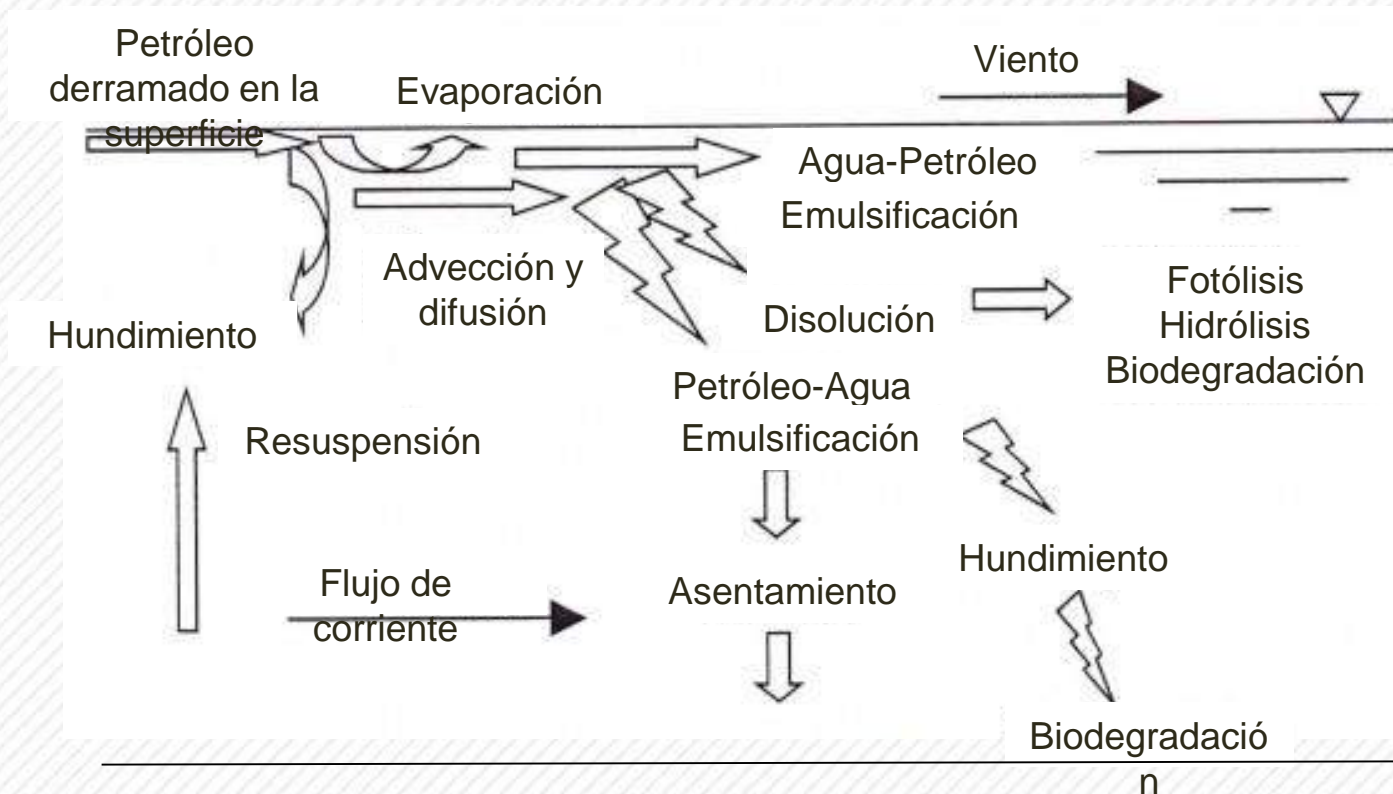 Petróleo
derramado en la
superficie
Evaporación
Viento
Agua-Petróleo
Emulsificación
Advección y
difusión
Fotólisis
Hidrólisis
Biodegradación
Disolución
Hundimiento
Petróleo-Agua
Emulsificación
Resuspensión
Hundimiento
Flujo de
corriente
Asentamiento
Biodegradació
n